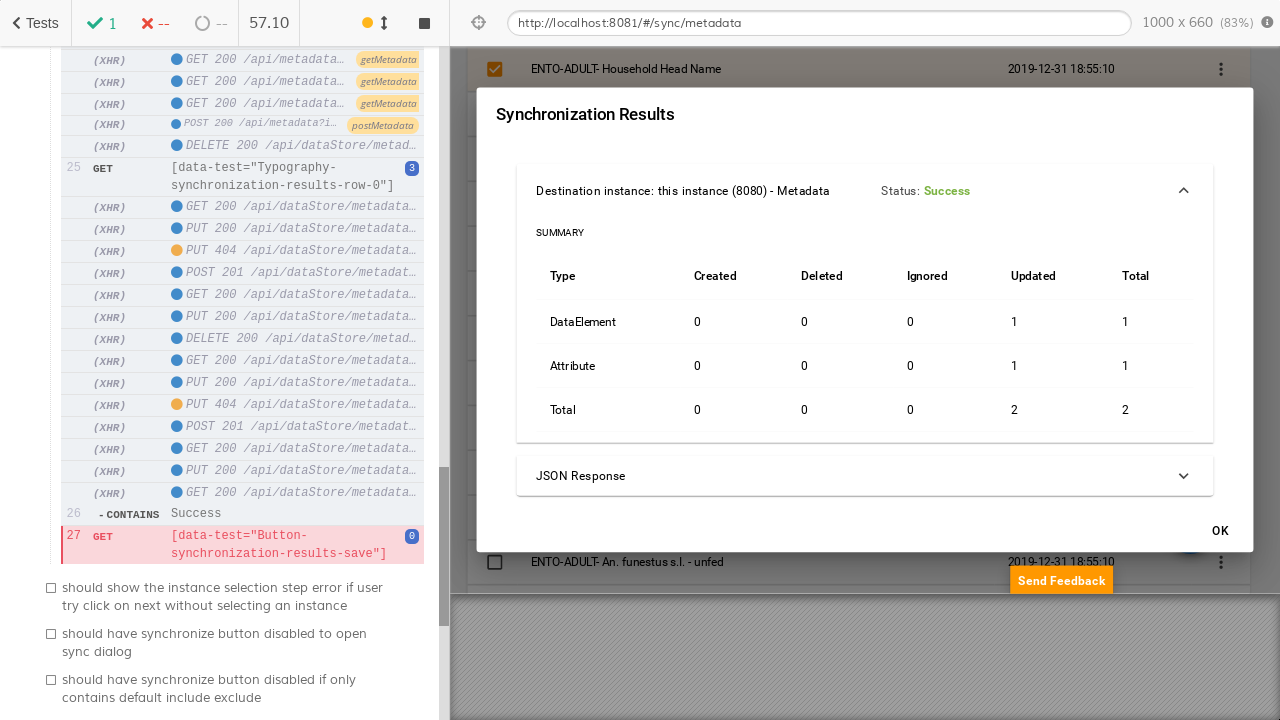 Tests
1
--
--
57.10
http://localhost:8081/#/sync/metadata
1000 x 660 (83%)
(XHR) GET 200 /api/metadata… getMetadata
(XHR) GET 200 /api/metadata… getMetadata
(XHR) GET 200 /api/metadata… getMetadata
(XHR) POST 200 /api/metadata?i… postMetadata
(XHR) DELETE 200 /api/dataStore/metad…
25 GET [data-test="Typography- 3
synchronization-results-row-0"]
(XHR) GET 200 /api/dataStore/metadata…
(XHR) PUT 200 /api/dataStore/metadata…
(XHR) PUT 404 /api/dataStore/metadata…
(XHR) POST 201 /api/dataStore/metadat…
(XHR) GET 200 /api/dataStore/metadata…
(XHR) PUT 200 /api/dataStore/metadata…
(XHR) DELETE 200 /api/dataStore/metad…
(XHR) GET 200 /api/dataStore/metadata…
(XHR) PUT 200 /api/dataStore/metadata…
(XHR) PUT 404 /api/dataStore/metadata…
(XHR) POST 201 /api/dataStore/metadat…
(XHR) GET 200 /api/dataStore/metadata…
(XHR) PUT 200 /api/dataStore/metadata…
(XHR) GET 200 /api/dataStore/metadata…
26 -CONTAINS Success
27 GET [data-test="Button- 0
synchronization-results-save"]
should show the instance selection step error if user
try click on next without selecting an instance
should have synchronize button disabled to open
sync dialog
should have synchronize button disabled if only
contains default include exclude
ENTO-ADULT- Household Head Name 2019-12-31 18:55:10
Synchronization Results
Destination instance: this instance (8080) - Metadata Status: Success
SUMMARY
Type Created Deleted Ignored Updated Total
DataElement 0 0 0 1 1
Attribute 0 0 0 1 1
Total 0 0 0 2 2
JSON Response
OK
ENTO-ADULT- An. funestus s.l. - unfed 2019-12-31 18:55:10
Send Feedback